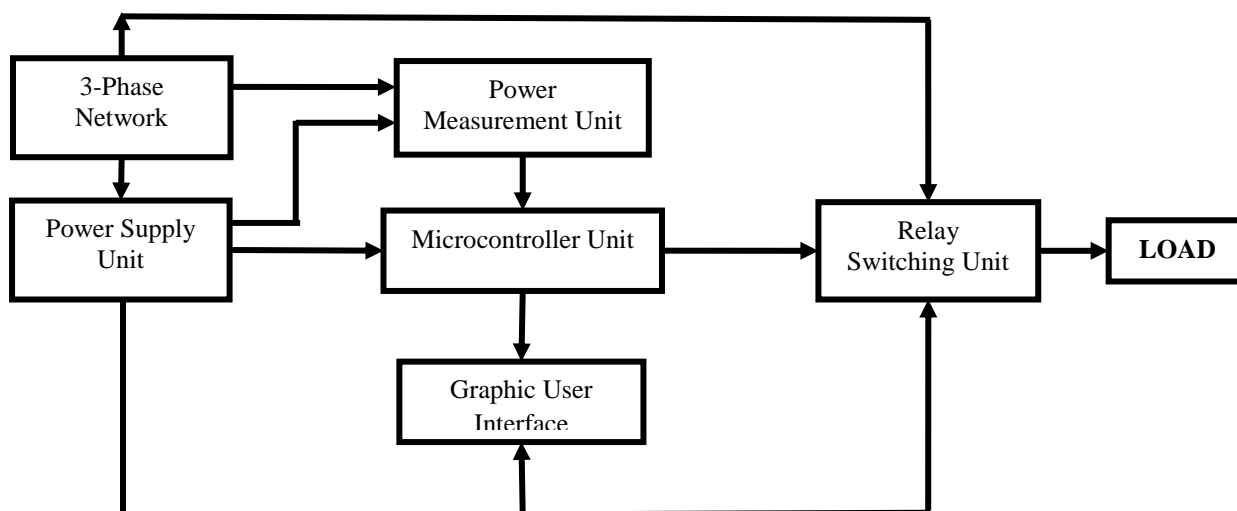 3-Phase
Network
Power
Measurement Unit
Power Supply
Unit
Microcontroller Unit
Relay
Switching Unit
LOAD
Graphic User
Interface